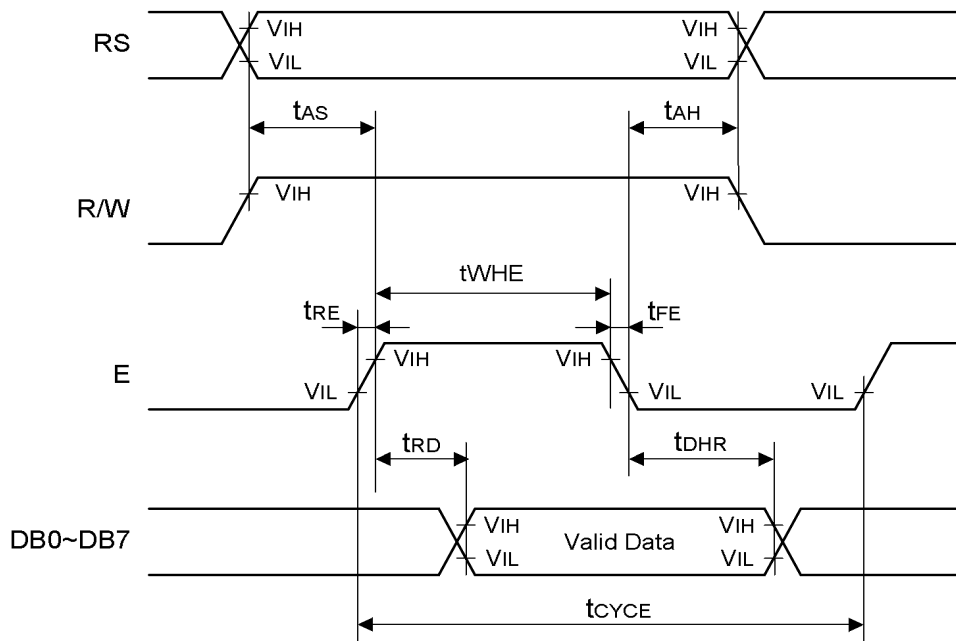 RS VIH VIH
VIL VIL
tAS tAH
R/W VIH VIH
tWHE
tRE tFE
E VIH VIH
VIL VIL VIL
tRD tDHR
DB0~DB7 VIH Valid Data VIH
VIL VIL
tCYCE